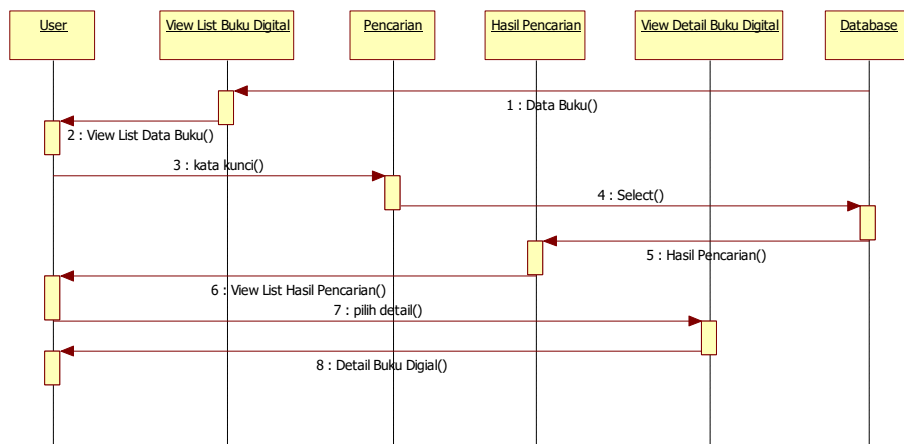 User
View List Buku Digital
Pencarian
Hasil Pencarian
View Detail Buku Digital
Database
1 : Data Buku()
2 : View List Data Buku()
3 : kata kunci()
4 : Select()
5 : Hasil Pencarian()
6 : View List Hasil Pencarian()
7 : pilih detail()
8 : Detail Buku Digial()